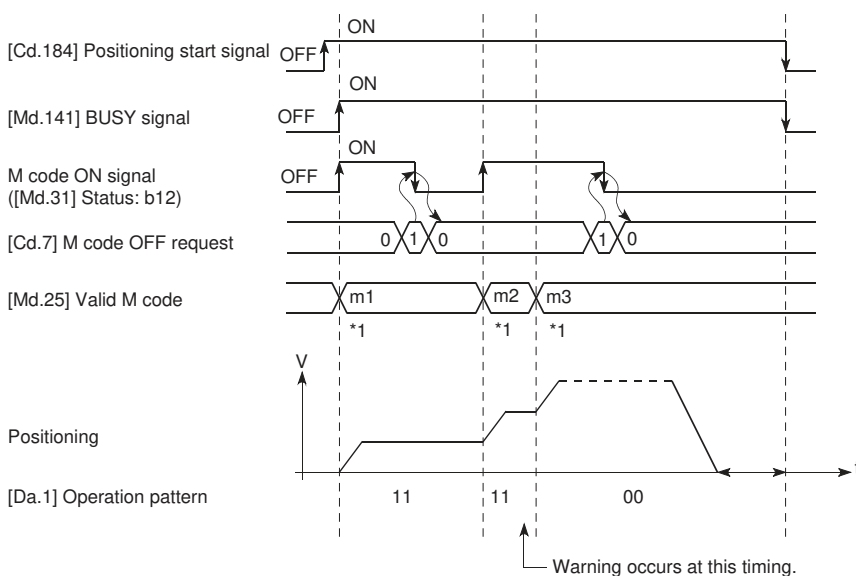 ON
[Cd.184] Positioning start signal OFF
ON
[Md.141] BUSY signal OFF
ON
M code ON signal OFF
([Md.31] Status: b12)
[Cd.7] M code OFF request 0 1 0 1 0
[Md.25] Valid M code m1 m2 m3
*1 *1 *1
V
Positioning
[Da.1] Operation pattern 11 11 00
Warning occurs at this timing.